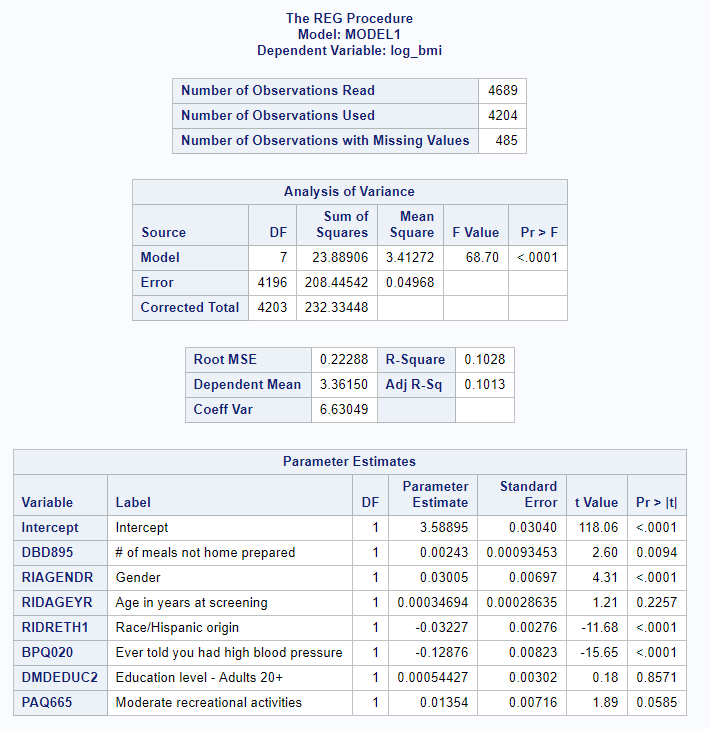 The REG Procedure
Model: MODEL1
Dependent Variable: log_bmi
Number of Observations Read 4689
Number of Observations Used 4204
Number of Observations with Missing Values 485
Analysis of Variance
Source DF Sum of Squares Mean Square F Value Pr > F
Model 7 23.88906 3.41272 68.70 <.0001
Error 4196 208.44542 0.04968
Corrected Total 4203 232.33448
Root MSE 0.22288 R-Square 0.1028
Dependent Mean 3.36150 Adj R-Sq 0.1013
Coeff Var 6.63049
Parameter Estimates
Variable Label DF Parameter Estimate Standard Error t Value Pr > |t|
Intercept Intercept 1 3.58895 0.03040 118.06 <.0001
DBD895 # of meals not home prepared 1 0.00243 0.00093453 2.60 0.0094
RIAGENDR Gender 1 0.03005 0.00697 4.31 <.0001
RIDAGEYR Age in years at screening 1 0.00034694 0.00028635 1.21 0.2257
RIDRETH1 Race/Hispanic origin 1 -0.03227 0.00276 -11.68 <.0001
BPQ020 Ever told you had high blood pressure 1 -0.12876 0.00823 -15.65 <.0001
DMDEDUC2 Education level - Adults 20+ 1 0.00054427 0.00302 0.18 0.8571
PAQ665 Moderate recreational activities 1 0.01354 0.00716 1.89 0.0585